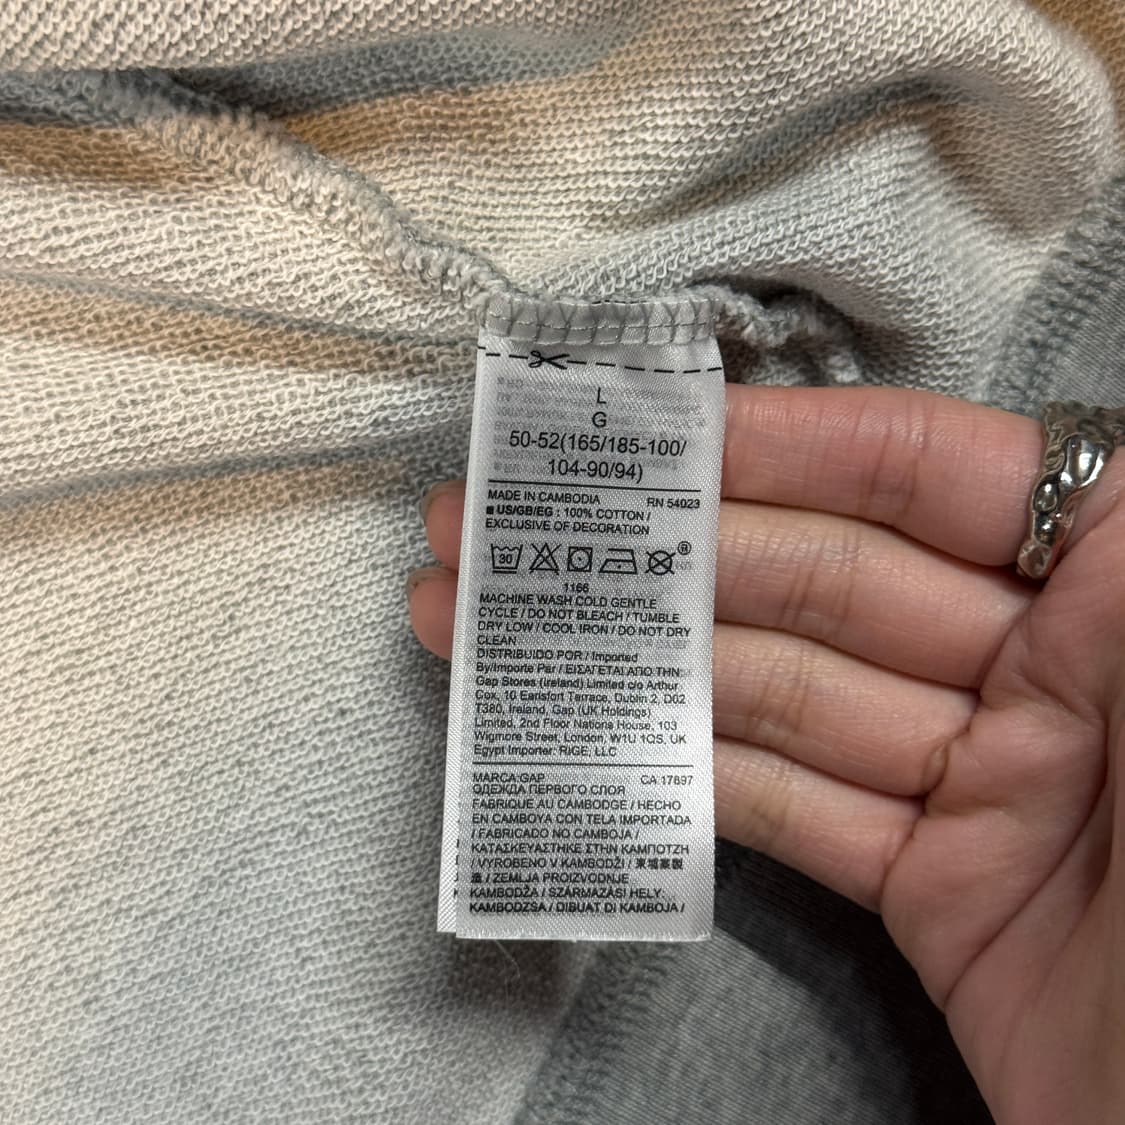 L
G
50-52(165/185-100/
104-90/94)
MADE IN CAMBODIA RN 54023
■ US/GB/EG : 100% COTTON /
EXCLUSIVE OF DECORATION
30
1166
MACHINE WASH COLD GENTLE
CYCLE / DO NOT BLEACH / TUMBLE
DRY LOW / COOL IRON / DO NOT DRY
CLEAN
DISTRIBUIDO POR / Imported
By/Importe Par / ΕΙΣΑΓΕΤΑΙ ΑΠΟ ΤΗΝ:
Gap Stores (Ireland) Limited c/o Arthur
Cox, 10 Earlsfort Terrace, Dublin 2, D02
T380, Ireland, Gap (UK Holdings)
Limited, 2nd Floor Nations House, 103
Wigmore Street, London, W1U 1QS, UK
Egypt Importer: RIGE, LLC
MARCA:GAP CA 17897
ОДЕЖДА ПЕРВОГО СЛОЯ
FABRIQUE AU CAMBODGE / HECHO
EN CAMBOYA CON TELA IMPORTADA
/ FABRICADO NO CAMBOJA /
ΚΑΤΑΣΚΕΥΑΣΤΗΚΕ ΣΤΗΝ ΚΑΜΠΟΤΖΗ
/ VYROBENO V KAMBODŽI / 東埔寨製
造 / ZEMLJA PROIZVODNJE
KAMBODŽA / SZÁRMAZÁSI HELY:
KAMBODZSA / DIBUAT DI KAMBOJA /